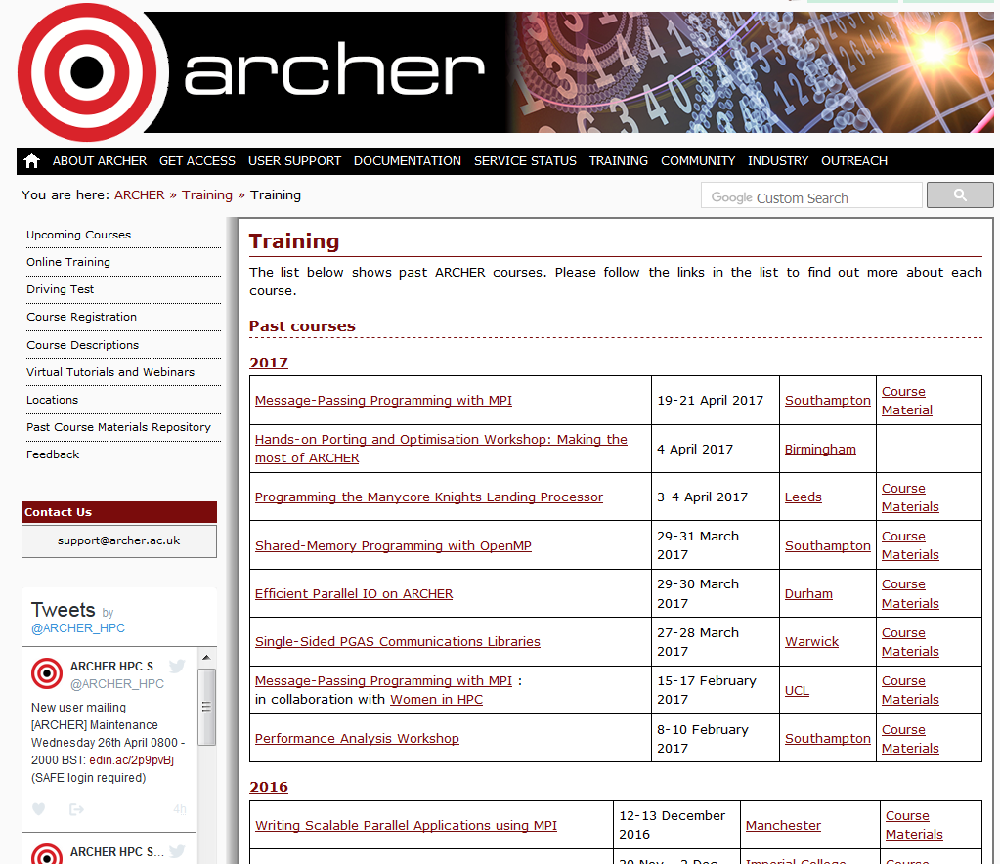 archer
ABOUT ARCHER GET ACCESS USER SUPPORT DOCUMENTATION SERVICE STATUS TRAINING COMMUNITY INDUSTRY OUTREACH
You are here: ARCHER » Training » Training
Google Custom Search
Upcoming Courses
Online Training
Driving Test
Course Registration
Course Descriptions
Virtual Tutorials and Webinars
Locations
Past Course Materials Repository
Feedback
Contact Us
support@archer.ac.uk
Tweets by
@ARCHER_HPC
ARCHER HPC S...
@ARCHER_HPC
New user mailing
[ARCHER] Maintenance
Wednesday 26th April 0800 -
2000 BST: edin.ac/2p9pvBj
(SAFE login required)
4h
ARCHER HPC S...
Training
The list below shows past ARCHER courses. Please follow the links in the list to find out more about each
course.
Past courses
2017
Message-Passing Programming with MPI 19-21 April 2017 Southampton Course
Material
Hands-on Porting and Optimisation Workshop: Making the
most of ARCHER 4 April 2017 Birmingham
Programming the Manycore Knights Landing Processor 3-4 April 2017 Leeds Course
Materials
Shared-Memory Programming with OpenMP 29-31 March
2017 Southampton Course
Materials
Efficient Parallel IO on ARCHER 29-30 March
2017 Durham Course
Materials
Single-Sided PGAS Communications Libraries 27-28 March
2017 Warwick Course
Materials
Message-Passing Programming with MPI :
in collaboration with Women in HPC 15-17 February
2017 UCL Course
Materials
Performance Analysis Workshop 8-10 February
2017 Southampton Course
Materials
2016
Writing Scalable Parallel Applications using MPI 12-13 December
2016 Manchester Course
Materials